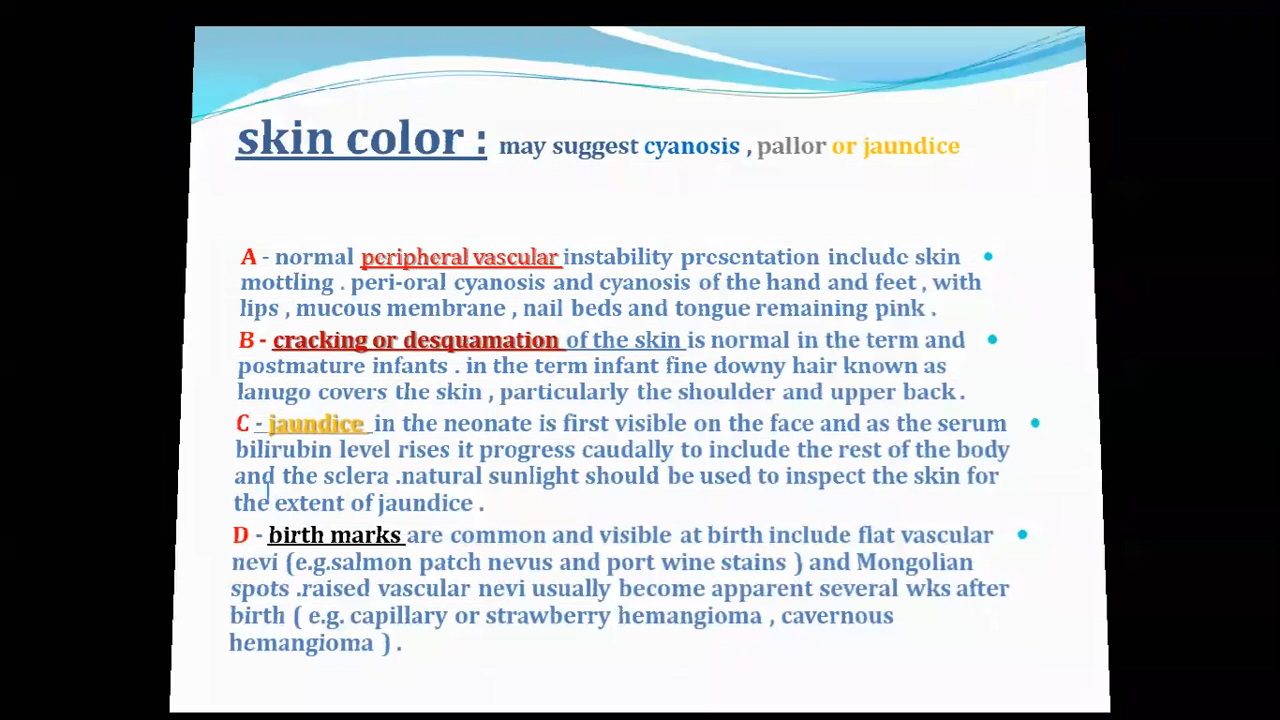 skin color : may suggest cyanosis , pallor or jaundice
A - normal peripheral vascular instability presentation include skin
mottling . peri-oral cyanosis and cyanosis of the hand and feet , with
lips , mucous membrane , nail beds and tongue remaining pink .
B - cracking or desquamation of the skin is normal in the term and
postmature infants . in the term infant fine downy hair known as
lanugo covers the skin , particularly the shoulder and upper back .
C - jaundice in the neonate is first visible on the face and as the serum
bilirubin level rises it progress caudally to include the rest of the body
and the sclera .natural sunlight should be used to inspect the skin for
the extent of jaundice .
D - birth marks are common and visible at birth include flat vascular
nevi (e.g.salmon patch nevus and port wine stains ) and Mongolian
spots .raised vascular nevi usually become apparent several wks after
birth ( e.g. capillary or strawberry hemangioma , cavernous
hemangioma ) .